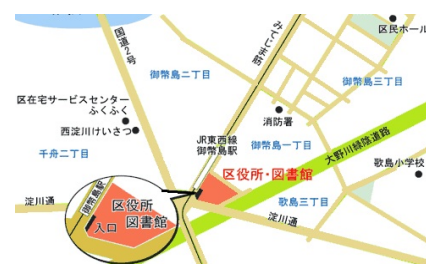 国道2号
みてじま筋
区民ホール
御幣島二丁目
御幣島三丁目
区在宅サービスセンター
ふくふく
西淀川けいさつ
消防署
JR東西線
御幣島駅
御幣島一丁目
大野川緑陰道路
千舟二丁目
歌島小学校
区役所・図書館
御幣島駅
淀川通
区役所
図書館
入口
歌島三丁目
淀川通